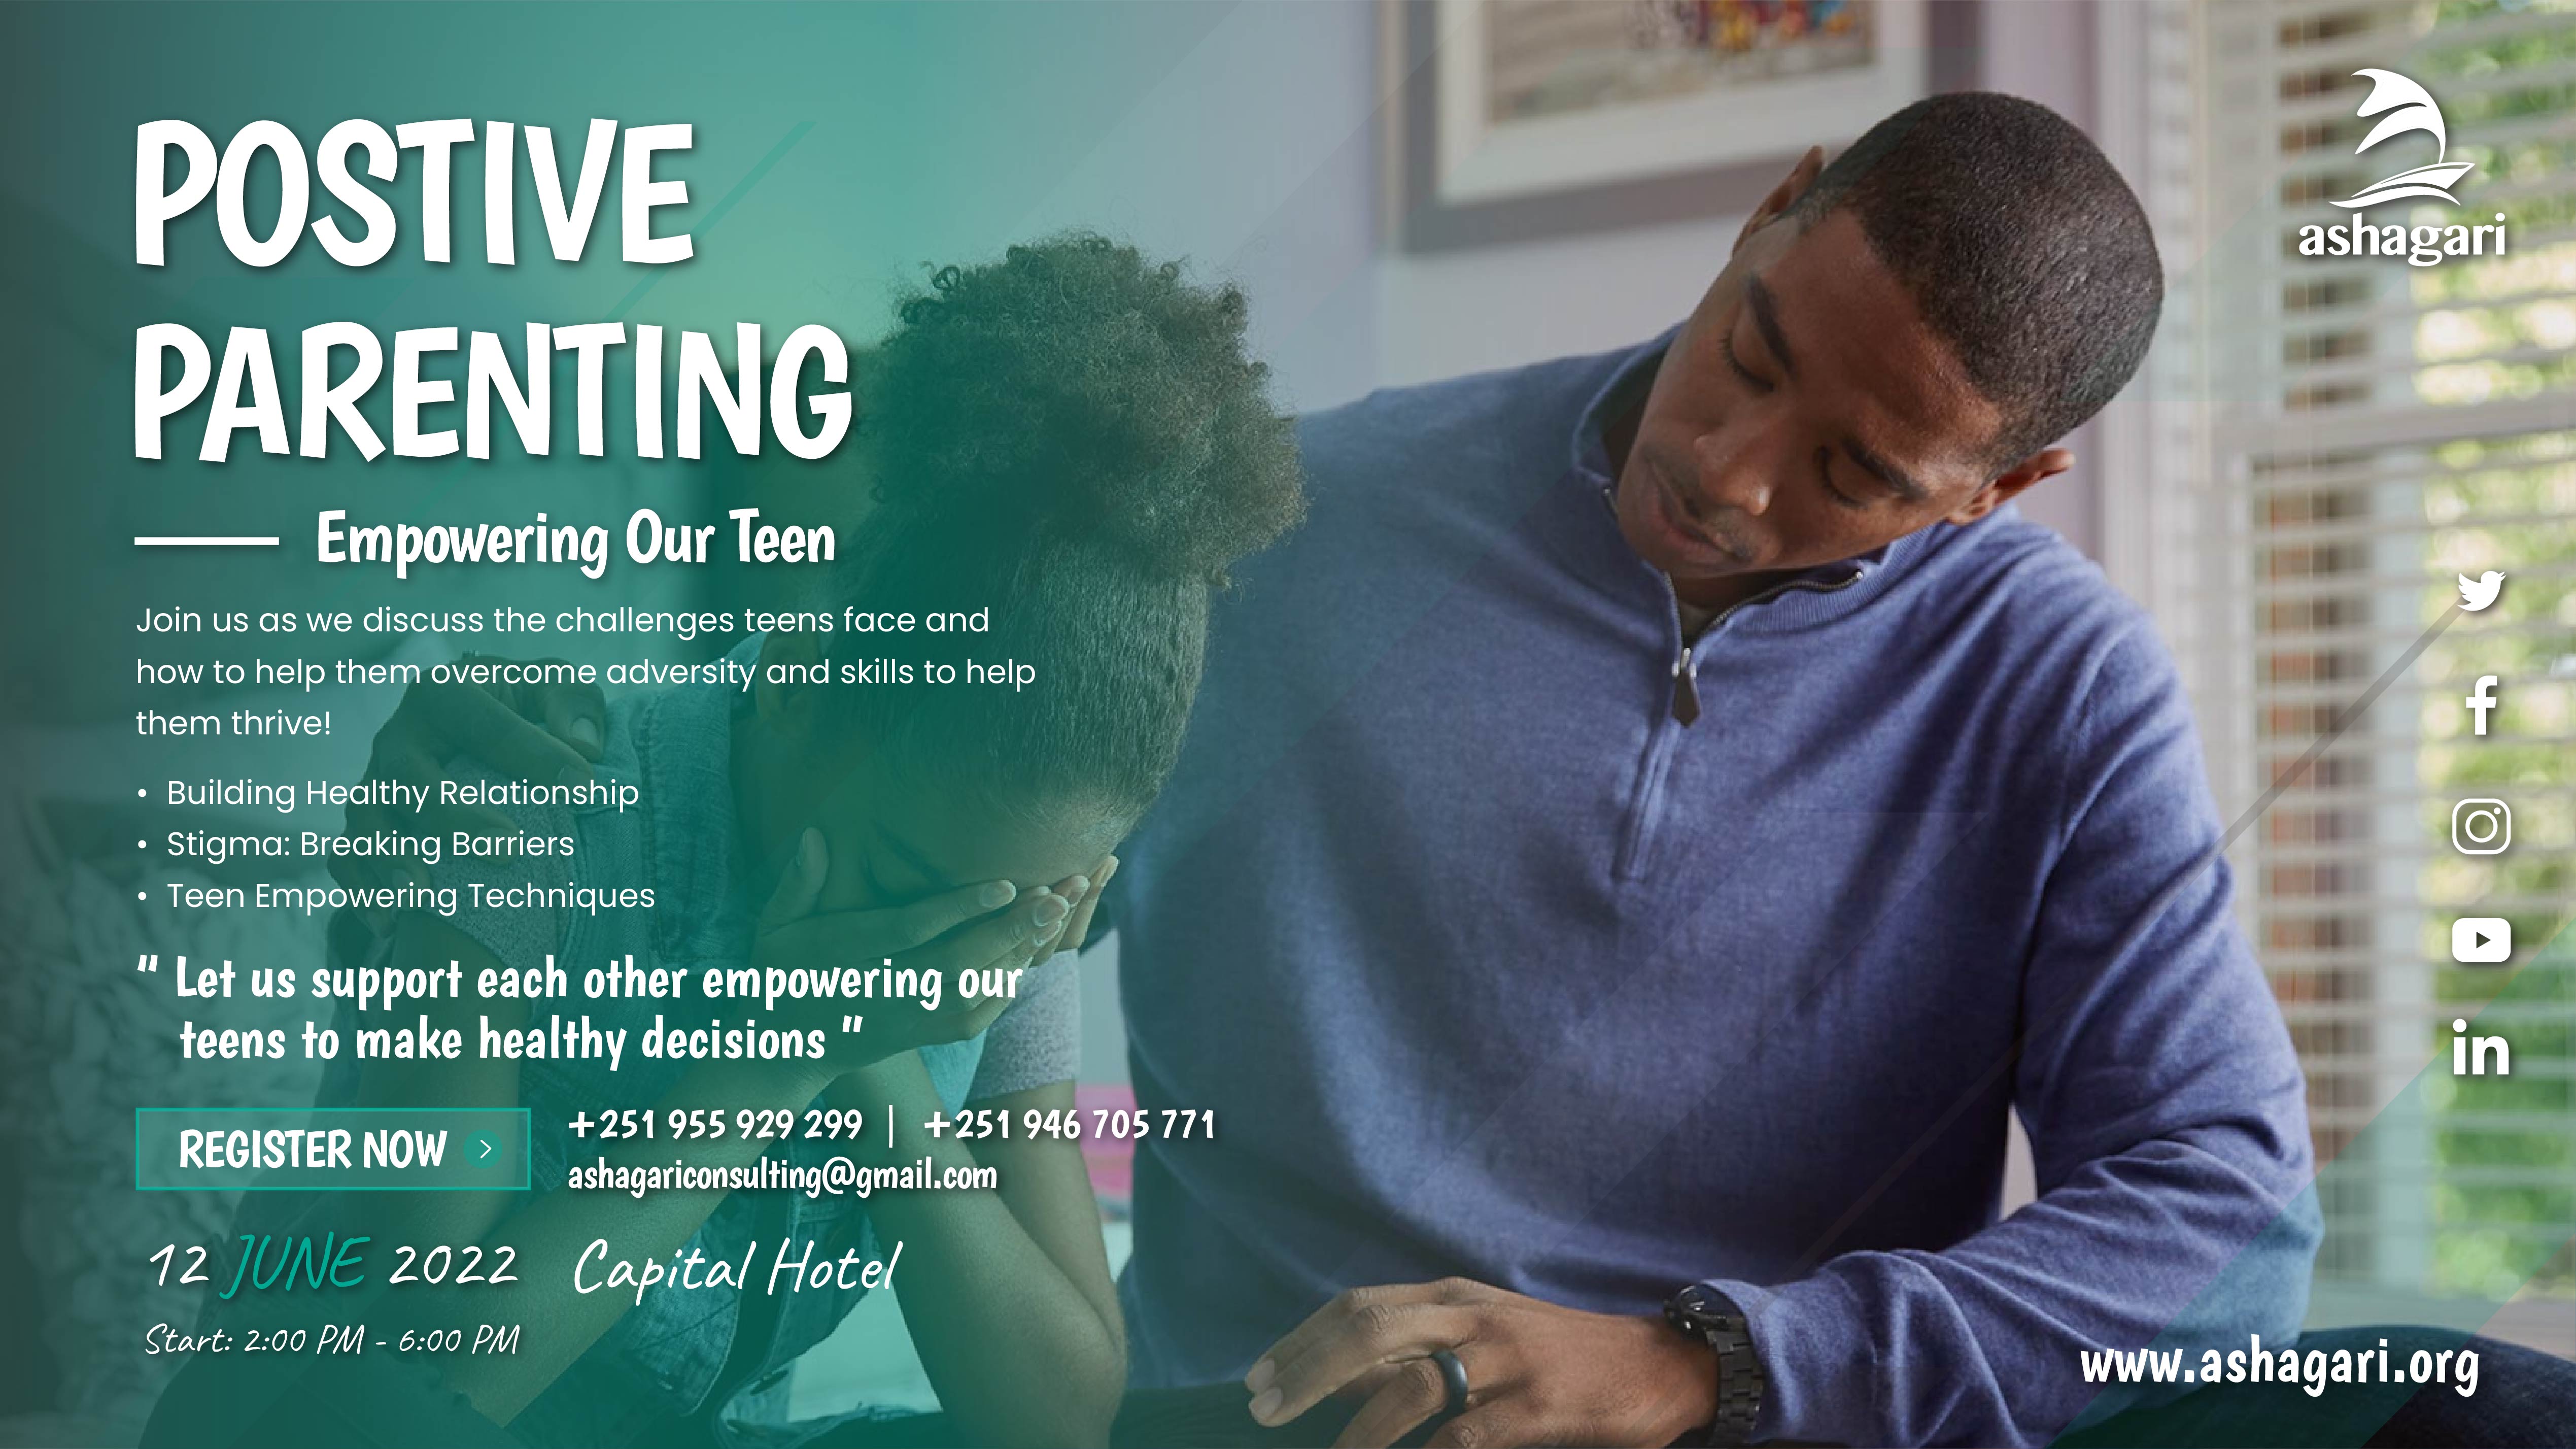 POSTIVE
PARENTING
Empowering Our Teen
Join us as we discuss the challenges teens face and
how to help them overcome adversity and skills to help
them thrive!
• Building Healthy Relationship
• Stigma: Breaking Barriers
• Teen Empowering Techniques
" Let us support each other empowering our
teens to make healthy decisions "
REGISTER NOW
+251 955 929 299 | +251 946 705 771
ashagariconsulting@gmail.com
12 JUNE 2022
Capital Hotel
Start: 2:00 PM - 6:00 PM
ashagari
in
www.ashagari.org